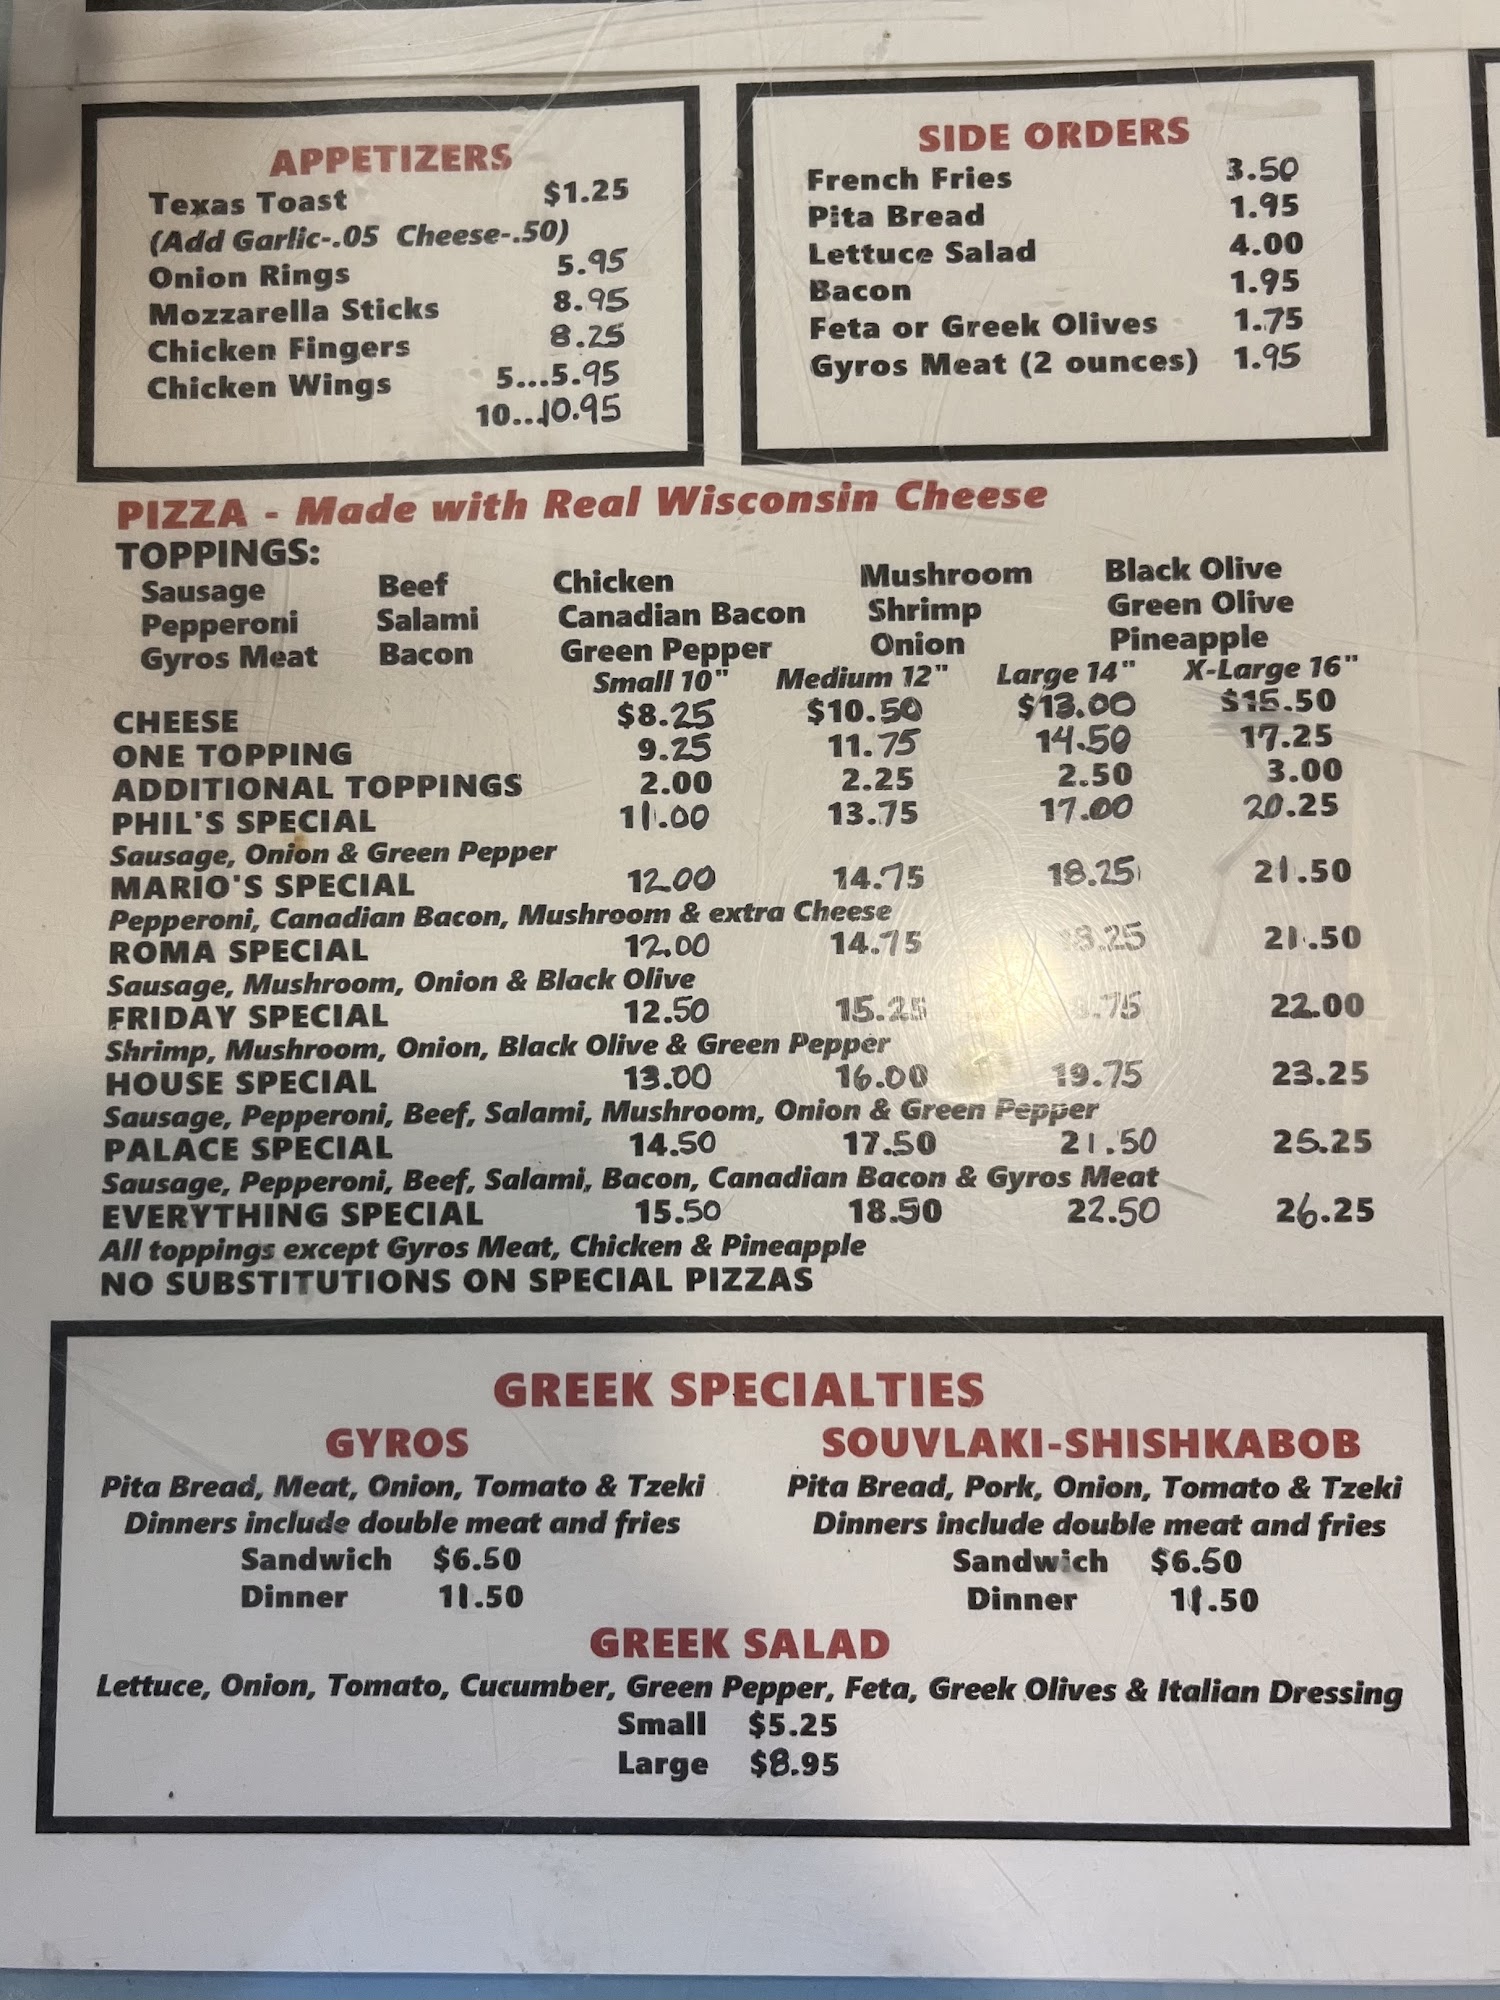 APPETIZERS
Texas Toast $1.25
(Add Garlic-.05 Cheese-.50)
Onion Rings 5.95
Mozzarella Sticks 8.95
Chicken Fingers 8.25
Chicken Wings 5...5.95
10...10.95
SIDE ORDERS
French Fries 3.50
Pita Bread 1.95
Lettuce Salad 4.00
Bacon 1.95
Feta or Greek Olives 1.75
Gyros Meat (2 ounces) 1.95
PIZZA - Made with Real Wisconsin Cheese
TOPPINGS:
Sausage Beef Chicken Mushroom Black Olive
Pepperoni Salami Canadian Bacon Shrimp Green Olive
Gyros Meat Bacon Green Pepper Onion Pineapple
Small 10" Medium 12" Large 14" X-Large 16"
CHEESE $8.25 $10.50 $13.00 $15.50
ONE TOPPING 9.25 11.75 14.50 17.25
ADDITIONAL TOPPINGS 2.00 2.25 2.50 3.00
PHIL'S SPECIAL 11.00 13.75 17.00 20.25
Sausage, Onion & Green Pepper
MARIO'S SPECIAL 12.00 14.75 18.25 21.50
Pepperoni, Canadian Bacon, Mushroom & extra Cheese
ROMA SPECIAL 12.00 14.75 18.25 21.50
Sausage, Mushroom, Onion & Black Olive
FRIDAY SPECIAL 12.50 15.25 22.00
Shrimp, Mushroom, Onion, Black Olive & Green Pepper
HOUSE SPECIAL 13.00 16.00 19.75 23.25
Sausage, Pepperoni, Beef, Salami, Mushroom, Onion & Green Pepper
PALACE SPECIAL 14.50 17.50 21.50 25.25
Sausage, Pepperoni, Beef, Salami, Bacon, Canadian Bacon & Gyros Meat
EVERYTHING SPECIAL 15.50 18.50 22.50 26.25
All toppings except Gyros Meat, Chicken & Pineapple
NO SUBSTITUTIONS ON SPECIAL PIZZAS
GREEK SPECIALTIES
GYROS
Pita Bread, Meat, Onion, Tomato & Tzeki
Dinners include double meat and fries
Sandwich $6.50
Dinner 11.50
SOUVLAKI-SHISHKABOB
Pita Bread, Pork, Onion, Tomato & Tzeki
Dinners include double meat and fries
Sandwich $6.50
Dinner 11.50
GREEK SALAD
Lettuce, Onion, Tomato, Cucumber, Green Pepper, Feta, Greek Olives & Italian Dressing
Small $5.25
Large $8.95